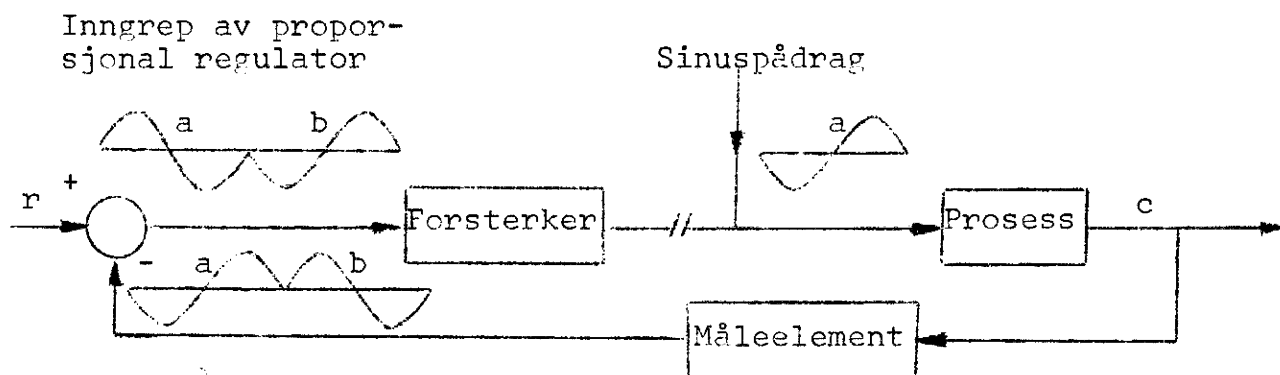 Inngrep av propor-
sjonal regulator
Sinuspådrag
a b
a
r + Forsterker // Prosess c
-
a b
Måleelement